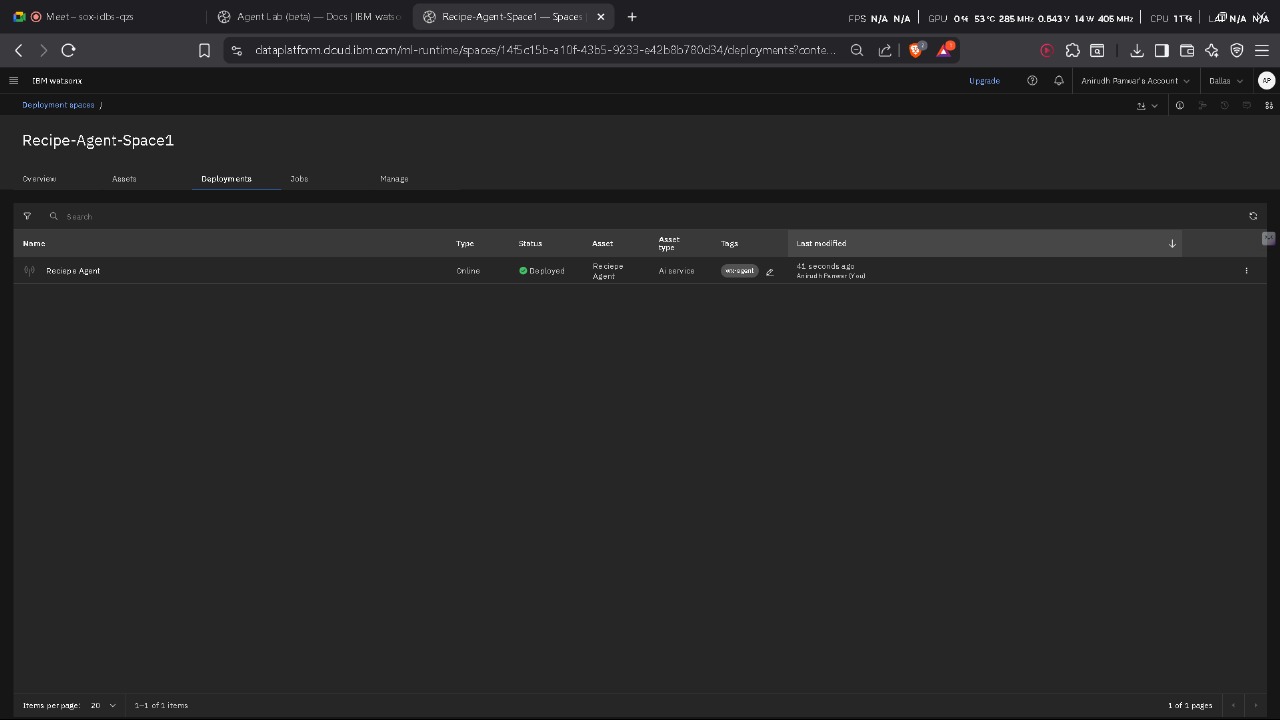 Meet – sox-idbs-qzs
Agent Lab (beta) — Docs | IBM watso
Recipe-Agent-Space1 — Spaces
FPS N/A N/A GPU 0% 53°C 285 MHz 0.643 V 14 W 405 MHz CPU 11% LAT N/A N/A
dataplatform.cloud.ibm.com/ml-runtime/spaces/14f5c15b-a10f-43b5-9233-e42b8b780d34/deployments?conte...
IBM watsonx
Upgrade
Anirudh Panwar's Account
Dallas
AP
Deployment spaces /
Recipe-Agent-Space1
Overview
Assets
Deployments
Jobs
Manage
Search
Name
Type
Status
Asset
Asset type
Tags
Last modified
Reciepe Agent
Online
Deployed
Reciepe Agent
AI service
wx-agent
41 seconds ago
Anirudh Panwar (You)
Items per page: 20
1–1 of 1 items
1 of 1 pages